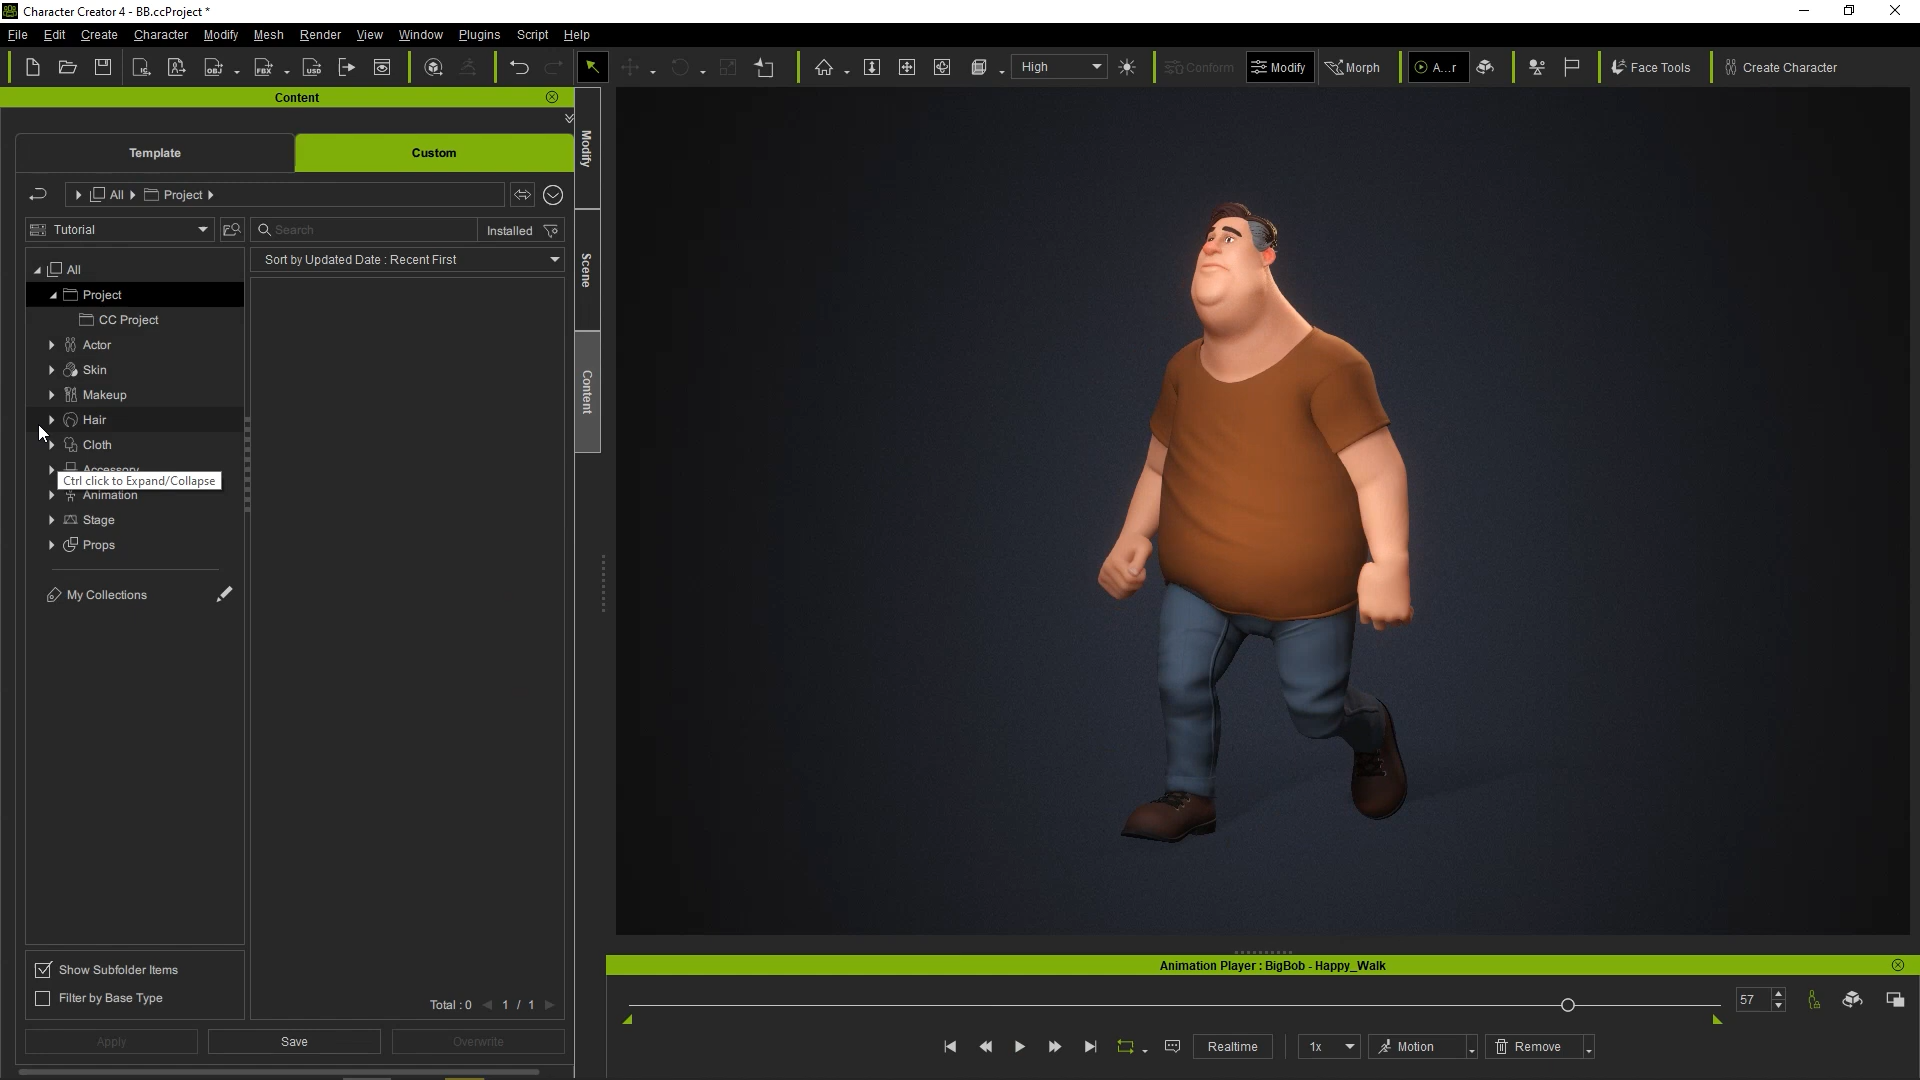 Character Creator 4 - BB.ccProject *
File Edit Create Character Modify Mesh Render View Window Plugins Script Help
High Conform Modify Morph A...r Face Tools Create Character
Content
Template Custom
All Project
Tutorial Search Installed
Sort by Updated Date : Recent First
All
Project
CC Project
Actor
Skin
Makeup
Hair
Cloth
Accessory
Ctrl click to Expand/Collapse
Animation
Stage
Props
My Collections
Modify
Scene
Content
Show Subfolder Items
Filter by Base Type
Total : 0 1 / 1
Apply Save Overwrite
Animation Player : BigBob - Happy_Walk
57
Realtime 1x Motion Remove